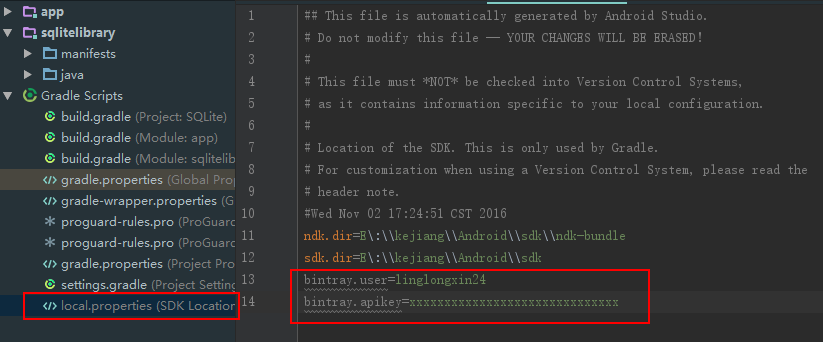 app
sqlitelibrary
manifests
java
Gradle Scripts
build.gradle (Project: SQLite)
build.gradle (Module: app)
build.gradle (Module: sqlitelib
gradle.properties (Global Prop
gradle-wrapper.properties (G
proguard-rules.pro (ProGuard
proguard-rules.pro (ProGuard
gradle.properties (Project Pro
settings.gradle (Project Setting
local.properties (SDK Location
1 ## This file is automatically generated by Android Studio.
2 # Do not modify this file — YOUR CHANGES WILL BE ERASED!
3 #
4 # This file must *NOT* be checked into Version Control Systems,
5 # as it contains information specific to your local configuration.
6 #
7 # Location of the SDK. This is only used by Gradle.
8 # For customization when using a Version Control System, please read the
9 # header note.
10 #Wed Nov 02 17:24:51 CST 2016
11 ndk.dir=E\:\\kejiang\\Android\\sdk\\ndk-bundle
12 sdk.dir=E\:\\kejiang\\Android\\sdk
13 bintray.user=linglongxin24
14 bintray.apikey=xxxxxxxxxxxxxxxxxxxxxxxxxxxxxx